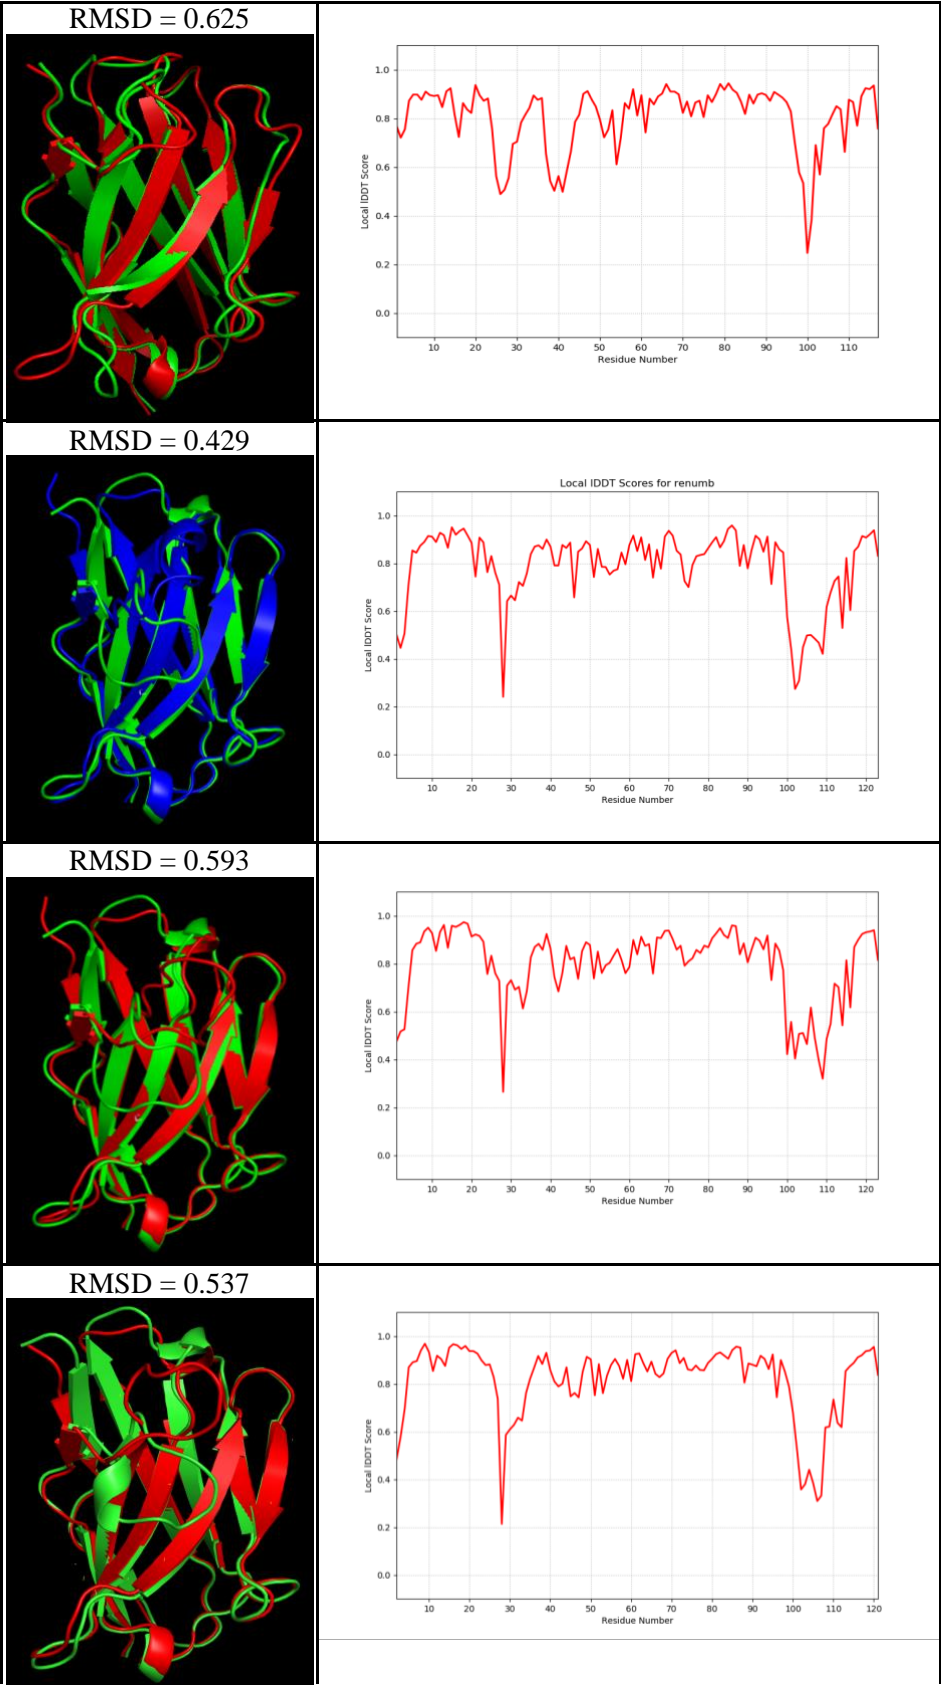 RMSD = 0.625
1.0
0.8
0.6
0.4
0.2
0.0
Local lDDT Score
10 20 30 40 50 60 70 80 90 100 110
Residue Number
RMSD = 0.429
Local lDDT Scores for renumb
1.0
0.8
0.6
0.4
0.2
0.0
Local lDDT Score
10 20 30 40 50 60 70 80 90 100 110 120
Residue Number
RMSD = 0.593
1.0
0.8
0.6
0.4
0.2
0.0
Local lDDT Score
10 20 30 40 50 60 70 80 90 100 110 120
Residue Number
RMSD = 0.537
1.0
0.8
0.6
0.4
0.2
0.0
Local lDDT Score
10 20 30 40 50 60 70 80 90 100 110 120
Residue Number